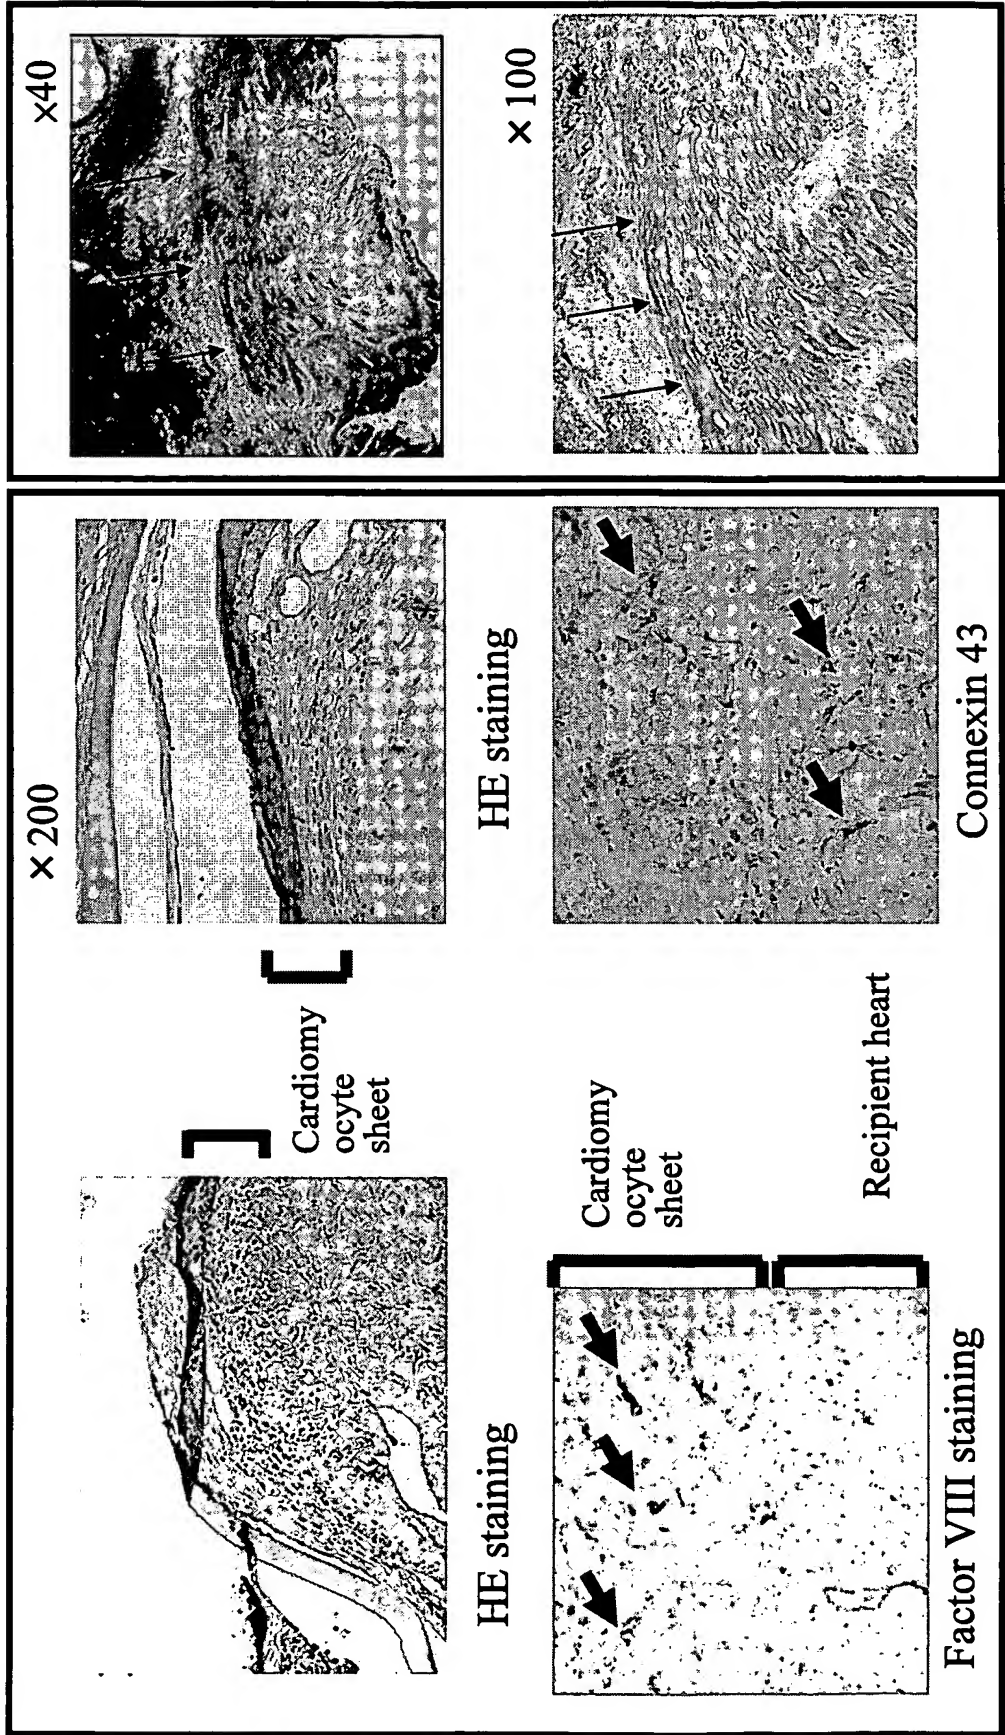 ×200
HE staining
Cardiomy
ocyte
sheet
HE staining
Cardiomy
ocyte
sheet
Recipient heart
Factor VIII staining
Connexin 43
×40
×100